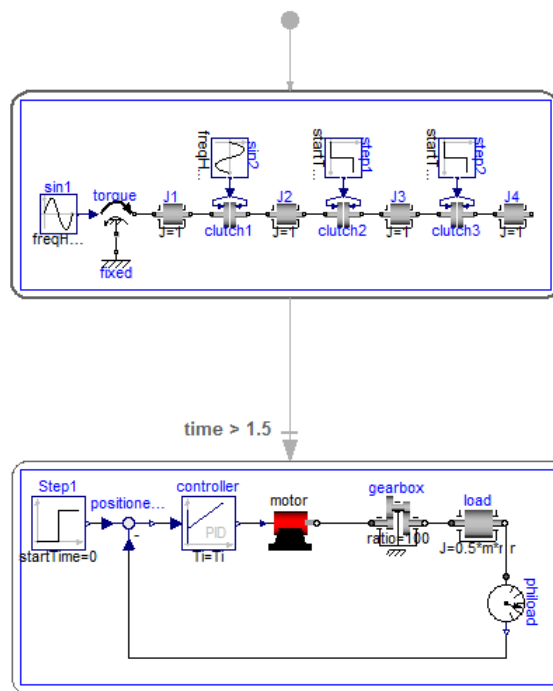 freqH...
sin2
startT...
step1
startT...
step2
sin1
torque
J1
J2
J3
J4
freqH...
J=1
clutch1
J=1
clutch2
J=1
clutch3
J=1
fixed
time > 1.5
Step1
positione...
controller
motor
gearbox
load
-
PID
startTime=0
Ti=Ti
ratio=100
J=0.5*m*r*r
phiload